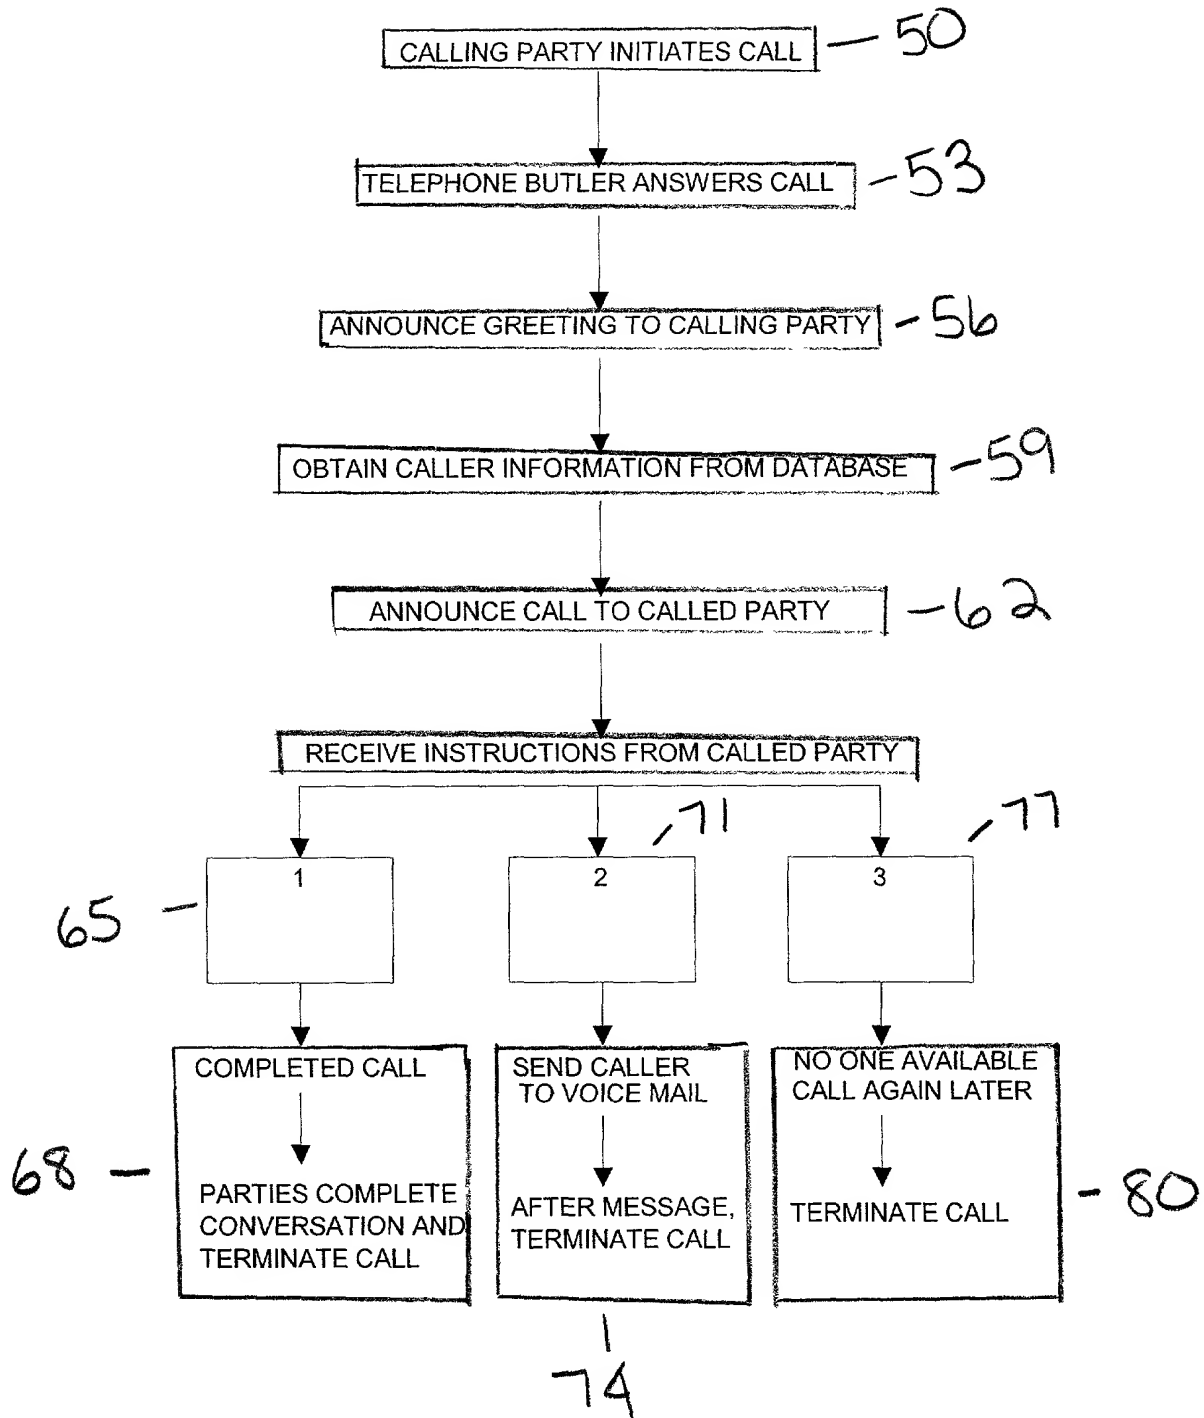 CALLING PARTY INITIATES CALL - 50
TELEPHONE BUTLER ANSWERS CALL - 53
ANNOUNCE GREETING TO CALLING PARTY - 56
OBTAIN CALLER INFORMATION FROM DATABASE - 59
ANNOUNCE CALL TO CALLED PARTY - 62
RECEIVE INSTRUCTIONS FROM CALLED PARTY
71
77
1
2
3
65
COMPLETED CALL
PARTIES COMPLETE
CONVERSATION AND
TERMINATE CALL
68
SEND CALLER
TO VOICE MAIL
AFTER MESSAGE,
TERMINATE CALL
74
NO ONE AVAILABLE
CALL AGAIN LATER
TERMINATE CALL
80